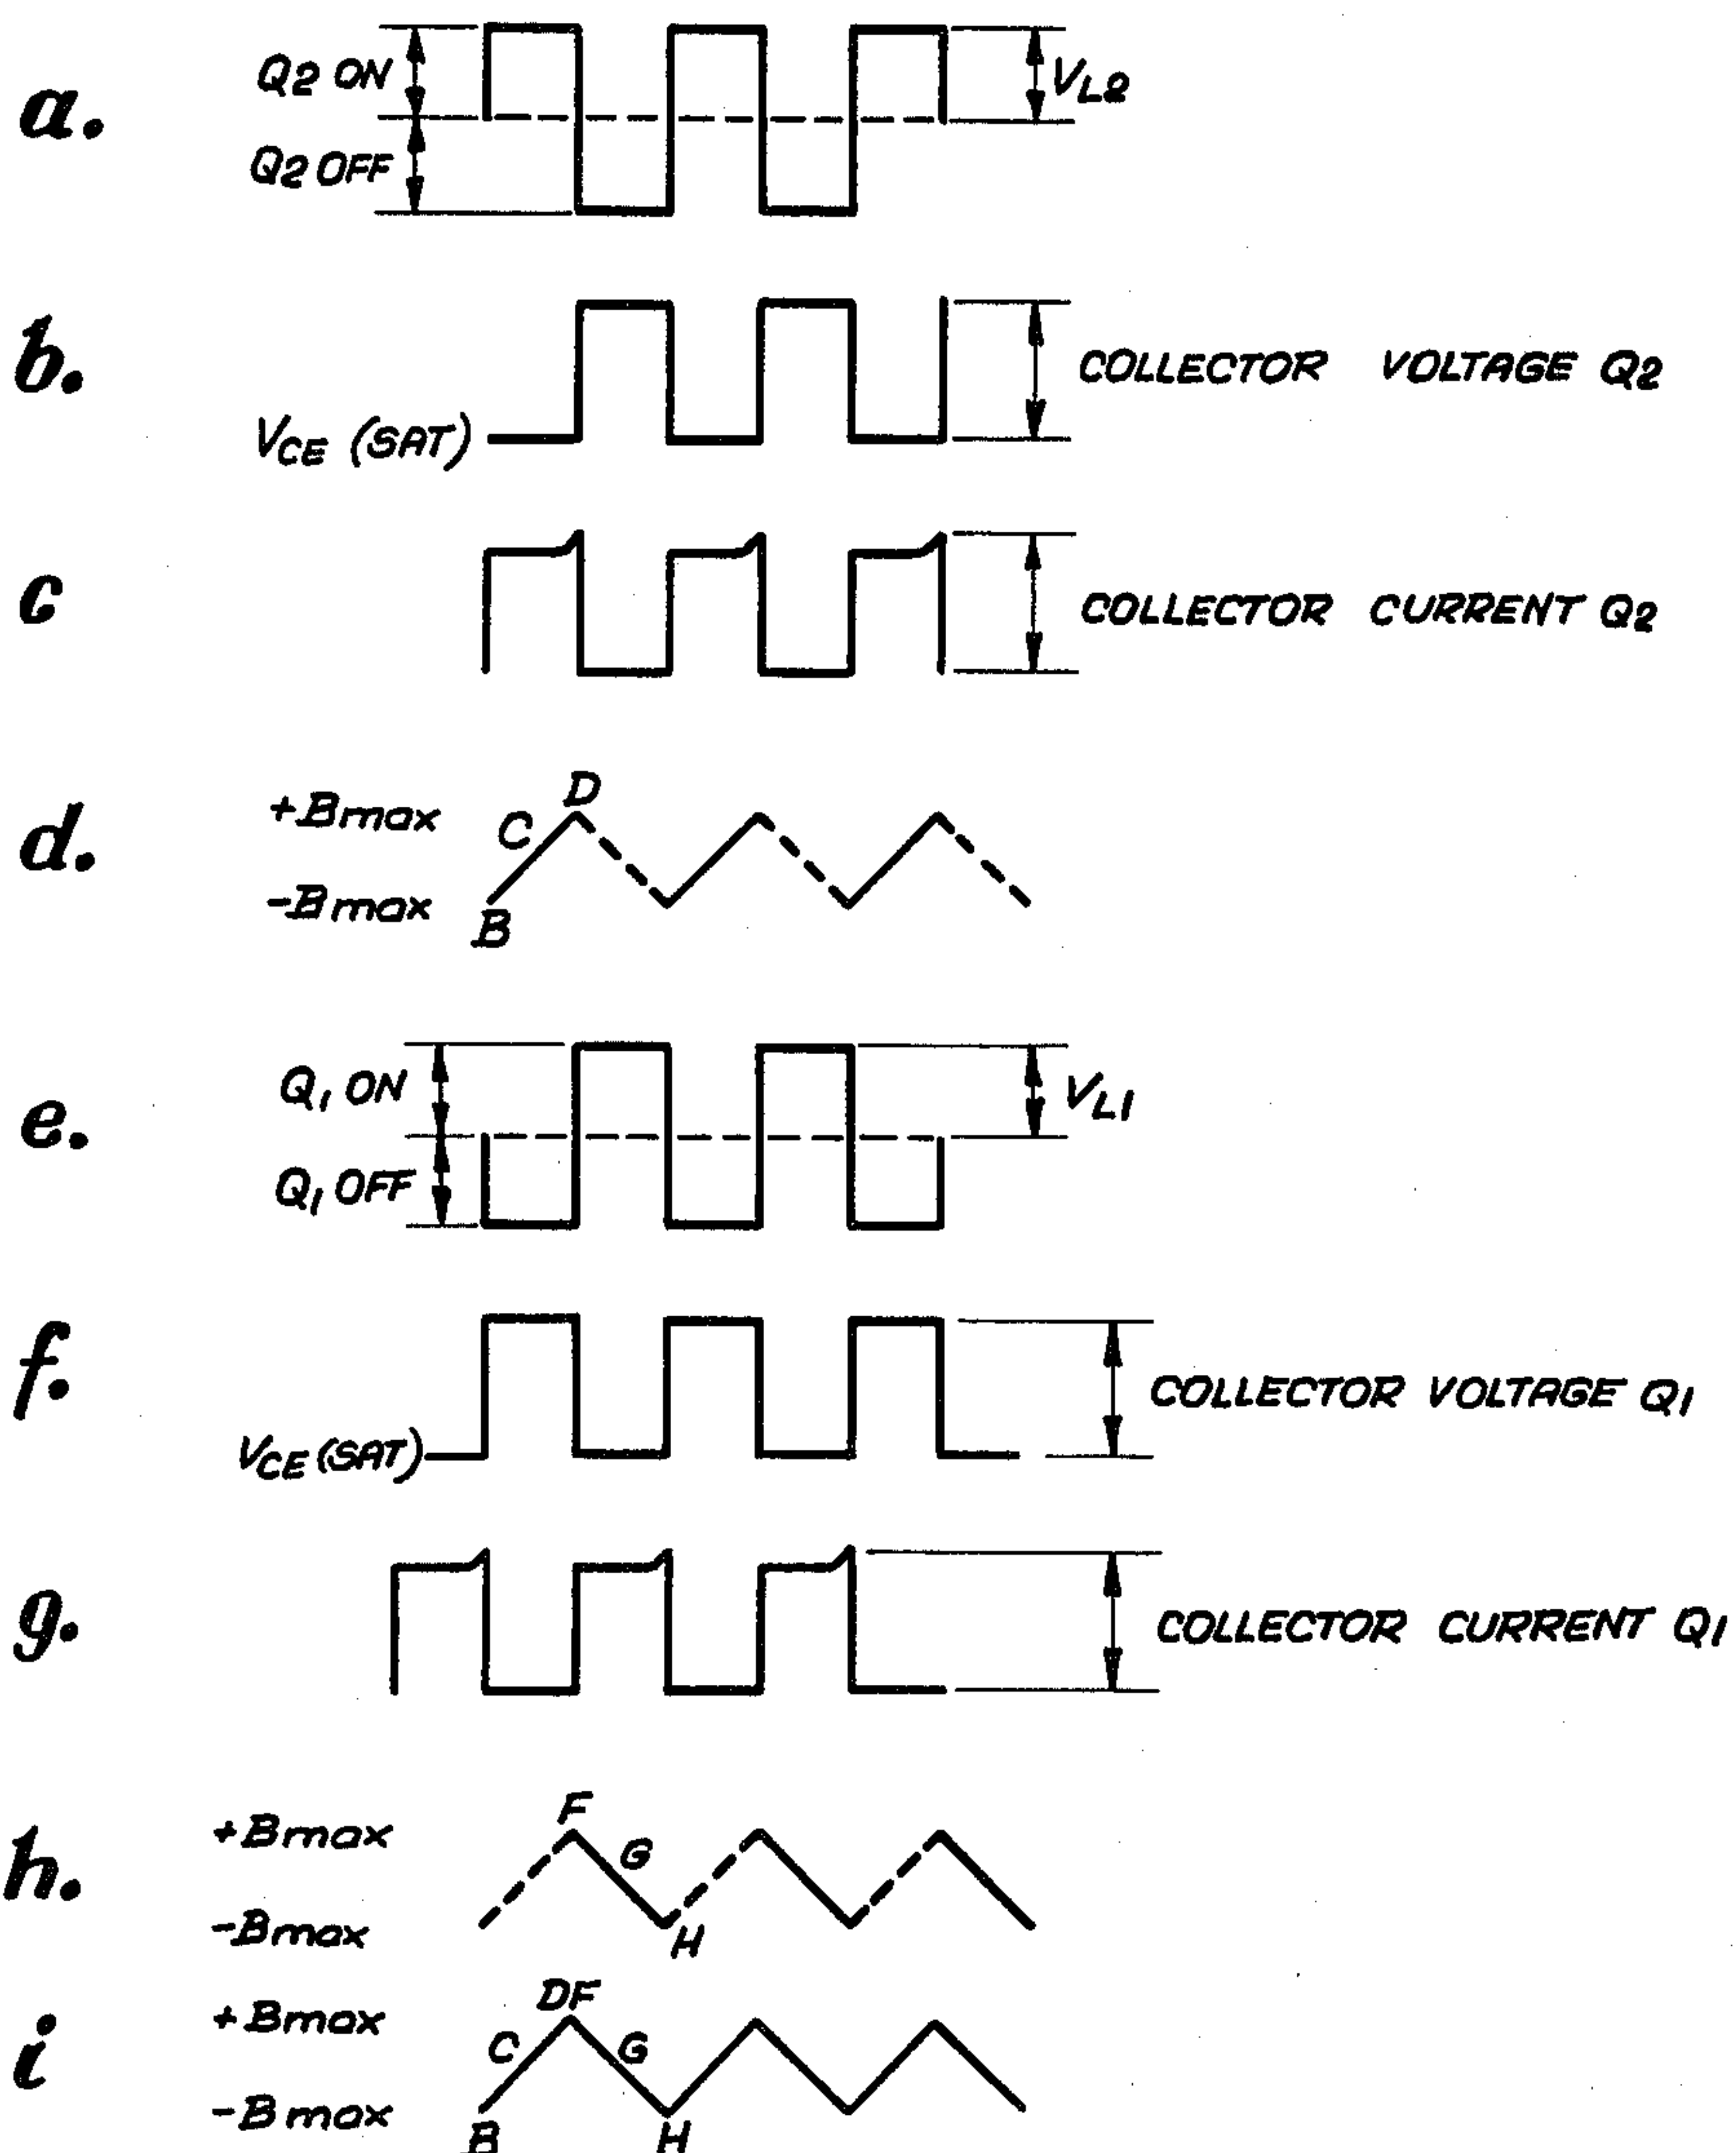 a.
Q2 ON
VL2
Q2 OFF
b.
COLLECTOR VOLTAGE Q2
VCE (SAT)
c
COLLECTOR CURRENT Q2
d.
+Bmax
C
D
-Bmax
B
e.
Q1 ON
VL1
Q1 OFF
f.
COLLECTOR VOLTAGE Q1
VCE (SAT)
g.
COLLECTOR CURRENT Q1
h.
+Bmax
F
G
-Bmax
H
i
+Bmax
DF
C
G
-Bmax
B
H